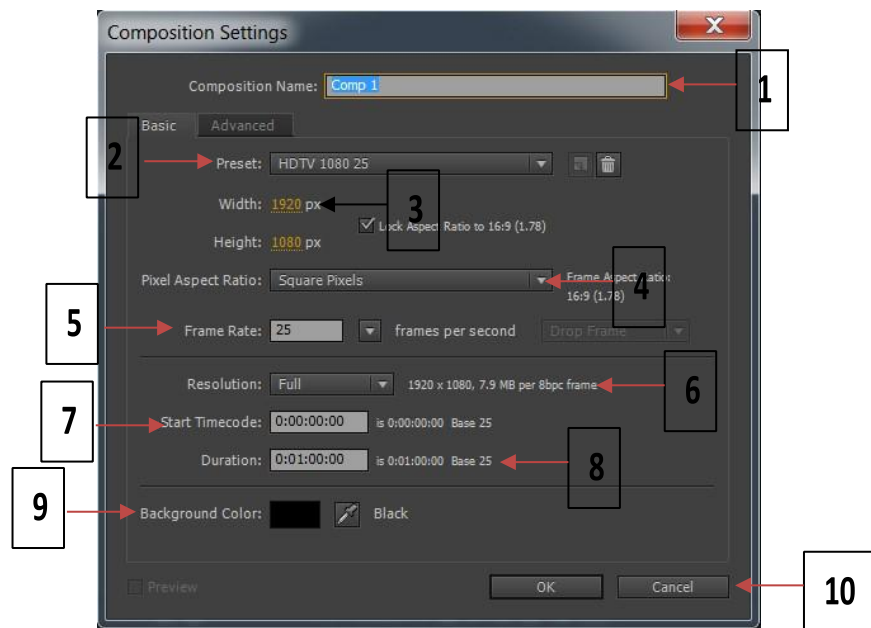 Composition Settings
X
Composition Name: Comp 1
1
Basic Advanced
2
Preset: HDTV 1080 25
Width: 1920 px
3
Lock Aspect Ratio to 16:9 (1.78)
Height: 1080 px
Pixel Aspect Ratio: Square Pixels
4
Frame Aspect Ratio:
16:9 (1.78)
5
Frame Rate: 25 frames per second Drop Frame
Resolution: Full 1920 x 1080, 7.9 MB per 8bpc frame
6
7
Start Timecode: 0:00:00:00 is 0:00:00:00 Base 25
Duration: 0:01:00:00 is 0:01:00:00 Base 25
8
9
Background Color: Black
Preview OK Cancel
10